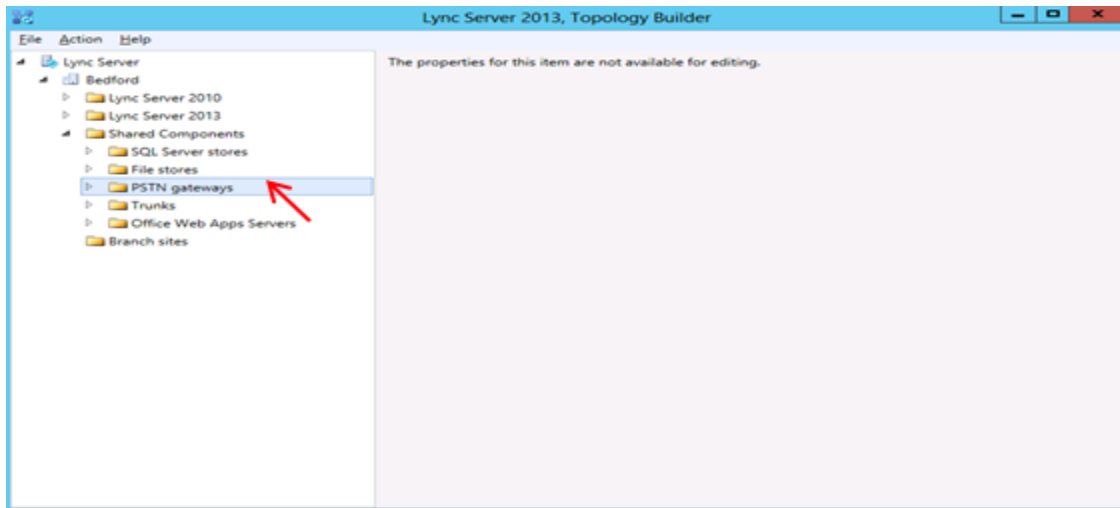 Lync Server 2013, Topology Builder
File Action Help
Lync Server
Bedford
Lync Server 2010
Lync Server 2013
Shared Components
SQL Server stores
File stores
PSTN gateways
Trunks
Office Web Apps Servers
Branch sites
The properties for this item are not available for editing.